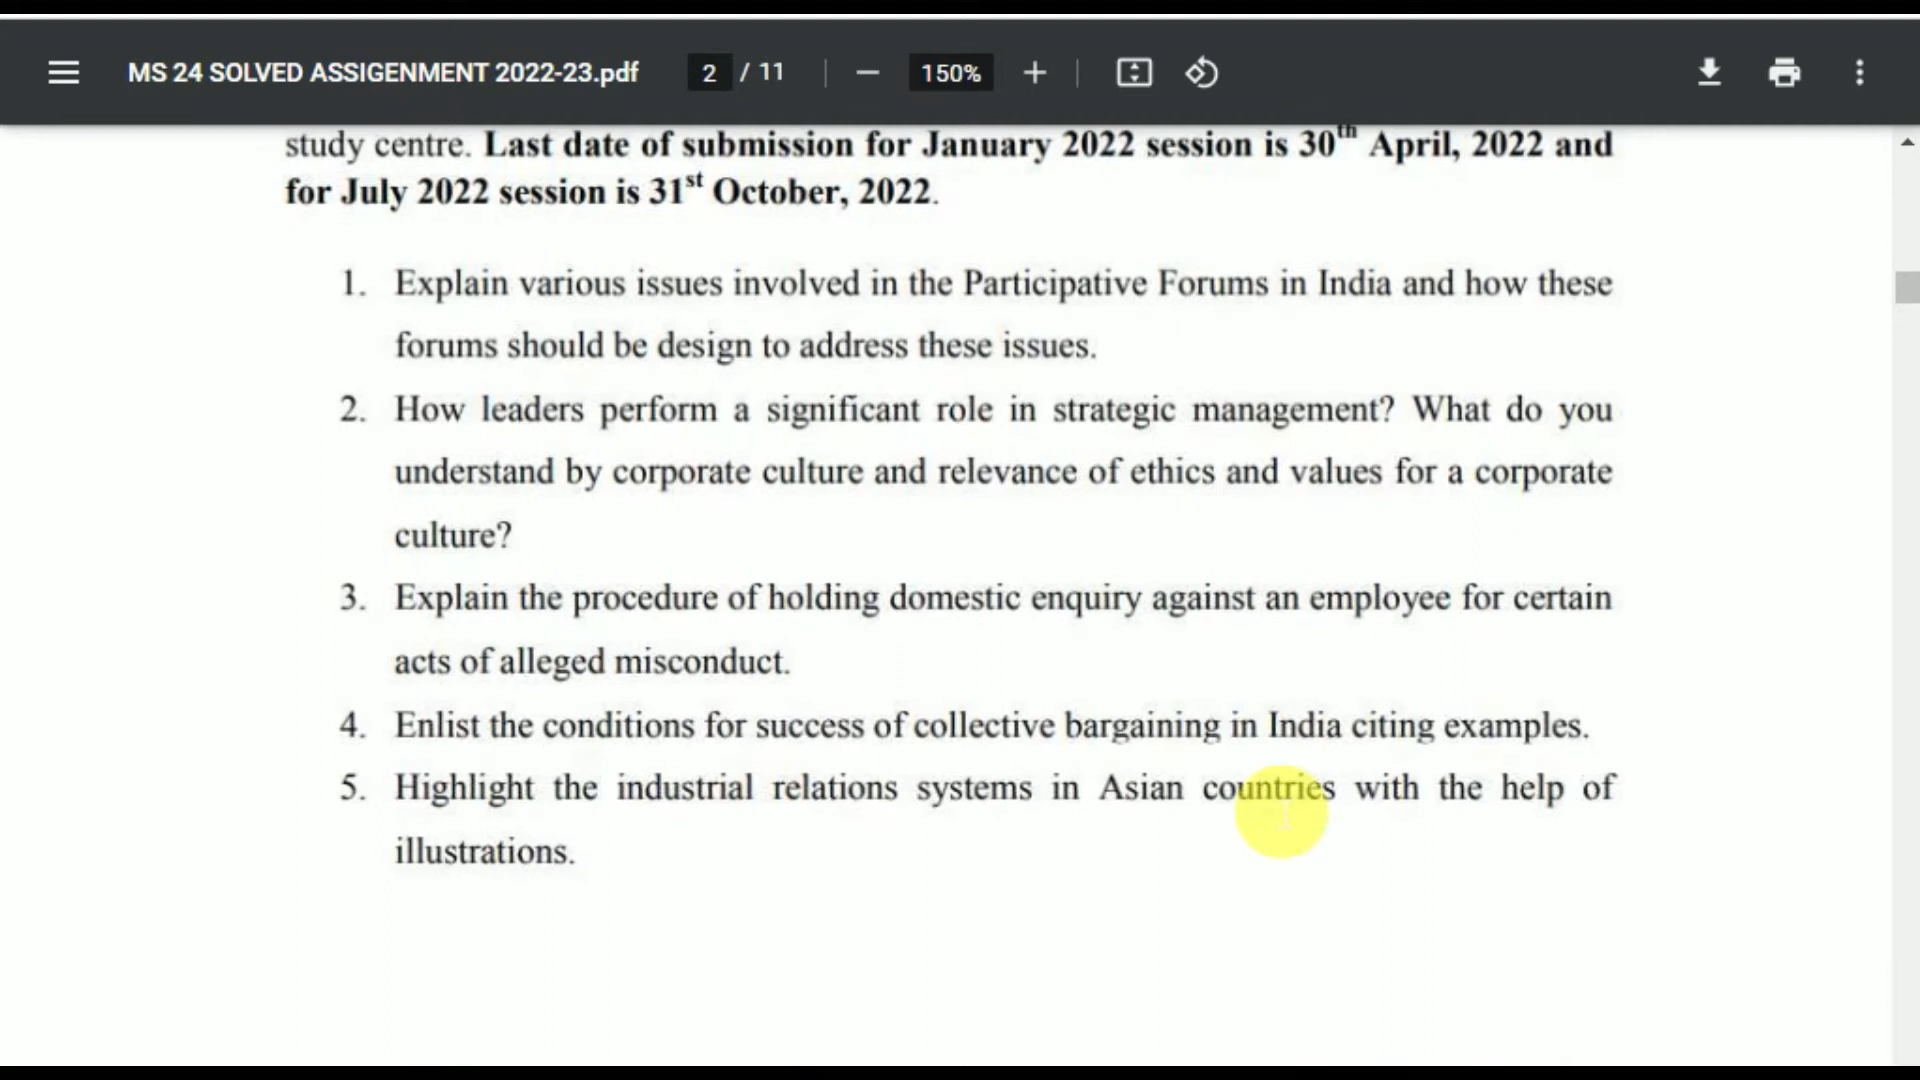 MS 24 SOLVED ASSIGENMENT 2022-23.pdf 2 / 11 150%
study centre. Last date of submission for January 2022 session is 30th April, 2022 and
for July 2022 session is 31st October, 2022.
1. Explain various issues involved in the Participative Forums in India and how these
forums should be design to address these issues.
2. How leaders perform a significant role in strategic management? What do you
understand by corporate culture and relevance of ethics and values for a corporate
culture?
3. Explain the procedure of holding domestic enquiry against an employee for certain
acts of alleged misconduct.
4. Enlist the conditions for success of collective bargaining in India citing examples.
5. Highlight the industrial relations systems in Asian countries with the help of
illustrations.